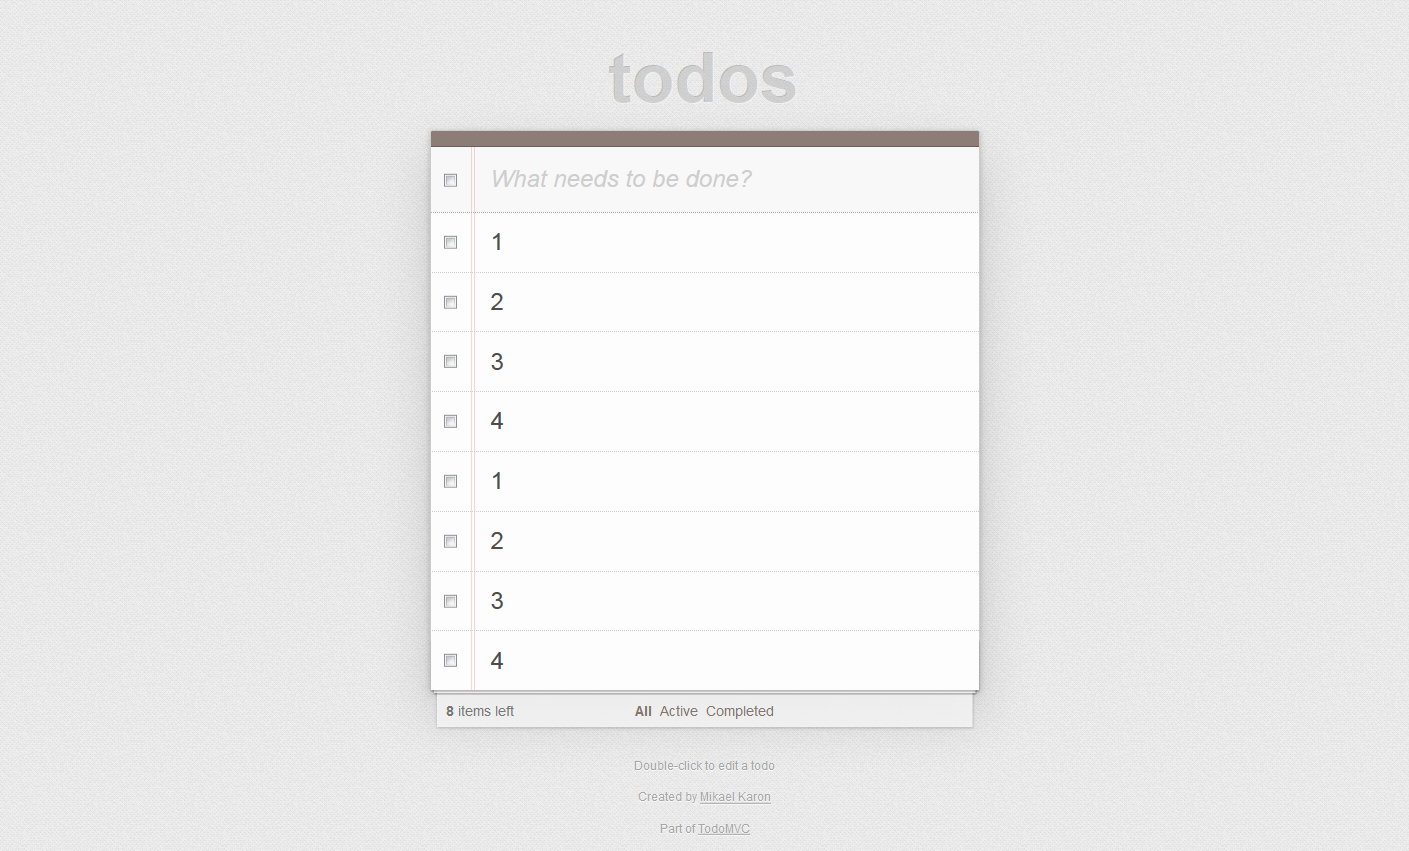 todos
What needs to be done?
1
2
3
4
1
2
3
4
8 items left All Active Completed
Double-click to edit a todo
Created by Mikael Karon
Part of TodoMVC